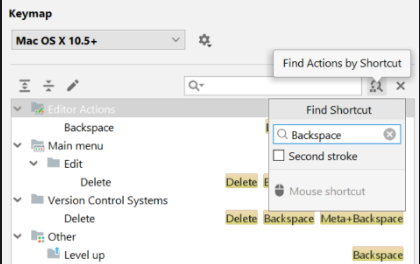 Keymap
Mac OS X 10.5+
Find Actions by Shortcut
Editor Actions
Find Shortcut
Backspace
Backspace
Second stroke
Main menu
Edit
Delete
Delete
Mouse shortcut
Version Control Systems
Delete
Delete Backspace Meta+Backspace
Other
Level up
Backspace